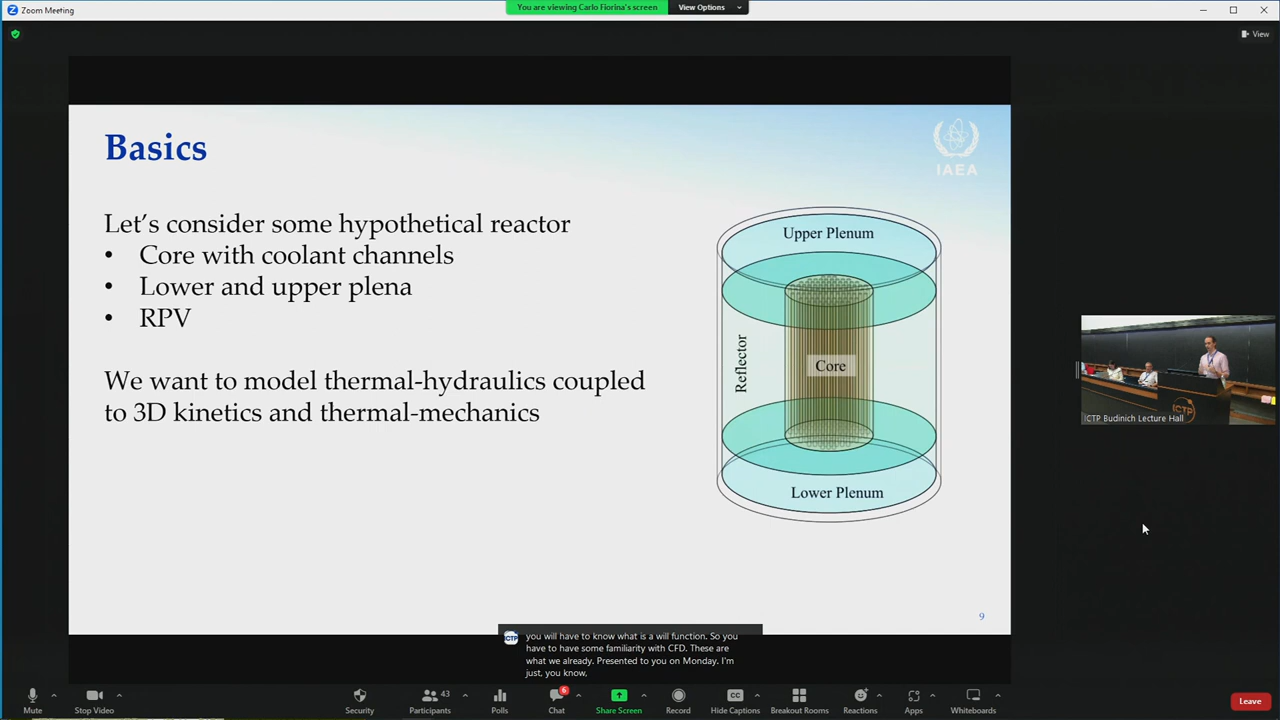 Zoom Meeting
You are viewing Carlo Fiorina's screen
View Options
View
Basics
IAEA
Let's consider some hypothetical reactor
• Core with coolant channels
• Lower and upper plena
• RPV
We want to model thermal-hydraulics coupled
to 3D kinetics and thermal-mechanics
Upper Plenum
Reflector
Core
Lower Plenum
9
ICTP
ICTP Budinich Lecture Hall
ICTP
you will have to know what is a will function. So you
have to have some familiarity with CFD. These are
what we already. Presented to you on Monday. I'm
just, you know,
Mute
Stop Video
Security
43
Participants
Polls
6
Chat
Share Screen
Record
CC
Hide Captions
Breakout Rooms
Reactions
Apps
Whiteboards
Leave